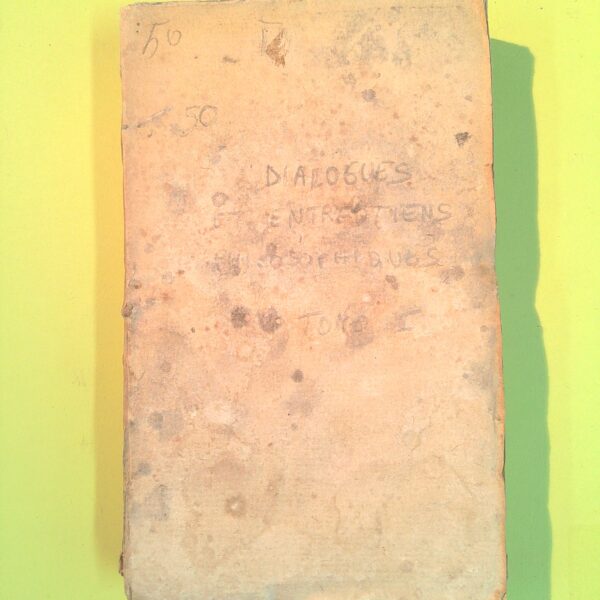 50
50
DIALOGUES
ET ENTRETIENS
PHILOSOPHIQUES
TOME I